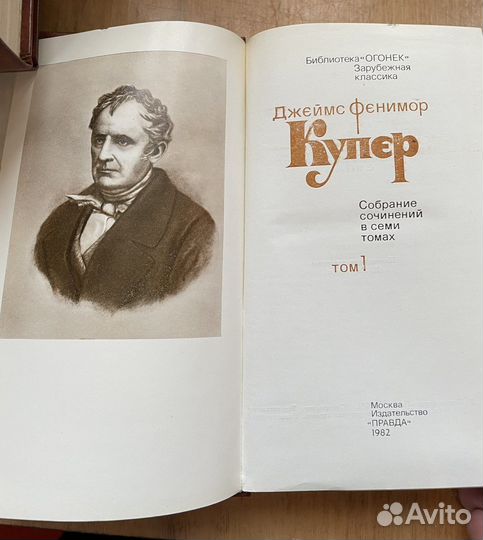 Библиотека «ОГОНЕК»
Зарубежная
классика
Джеймс Фенимор
Купер
Собрание
сочинений
в семи
томах
том 1
Москва
Издательство
«ПРАВДА»
1982
Avito